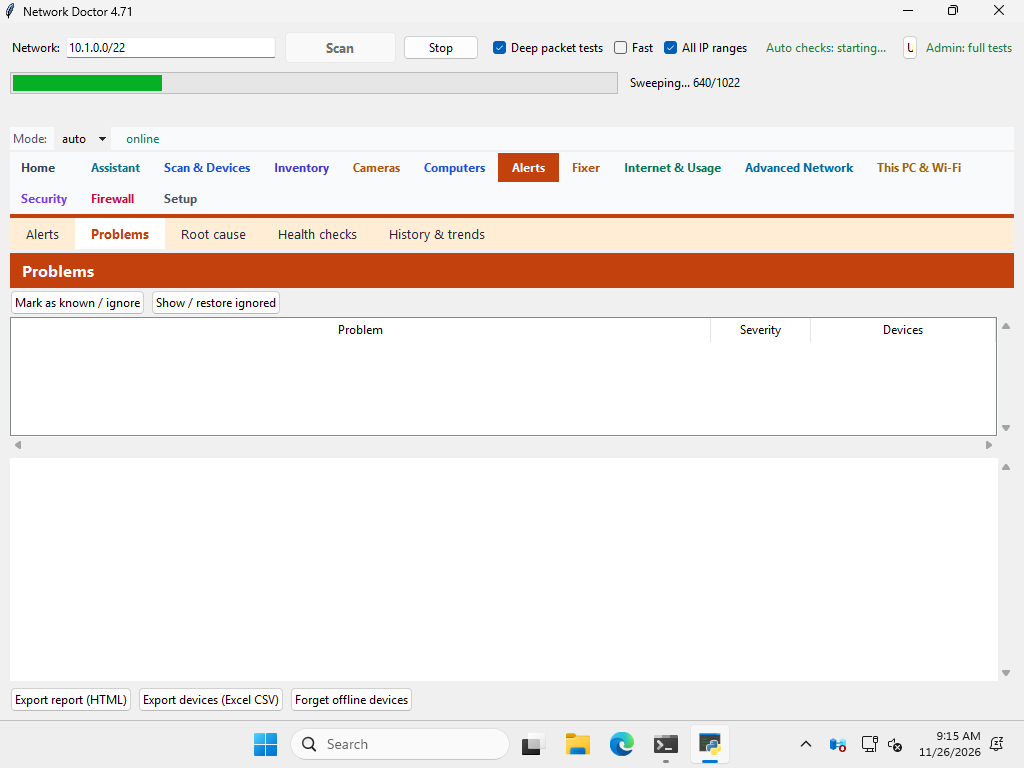 Network Doctor 4.71
Network: 10.1.0.0/22 Scan Stop Deep packet tests Fast All IP ranges Auto checks: starting... Admin: full tests
Sweeping... 640/1022
Mode: auto online
Home Assistant Scan & Devices Inventory Cameras Computers Alerts Fixer Internet & Usage Advanced Network This PC & Wi-Fi
Security Firewall Setup
Alerts Problems Root cause Health checks History & trends
Problems
Mark as known / ignore Show / restore ignored
Problem Severity Devices
Export report (HTML) Export devices (Excel CSV) Forget offline devices
Search
9:15 AM
11/26/2026